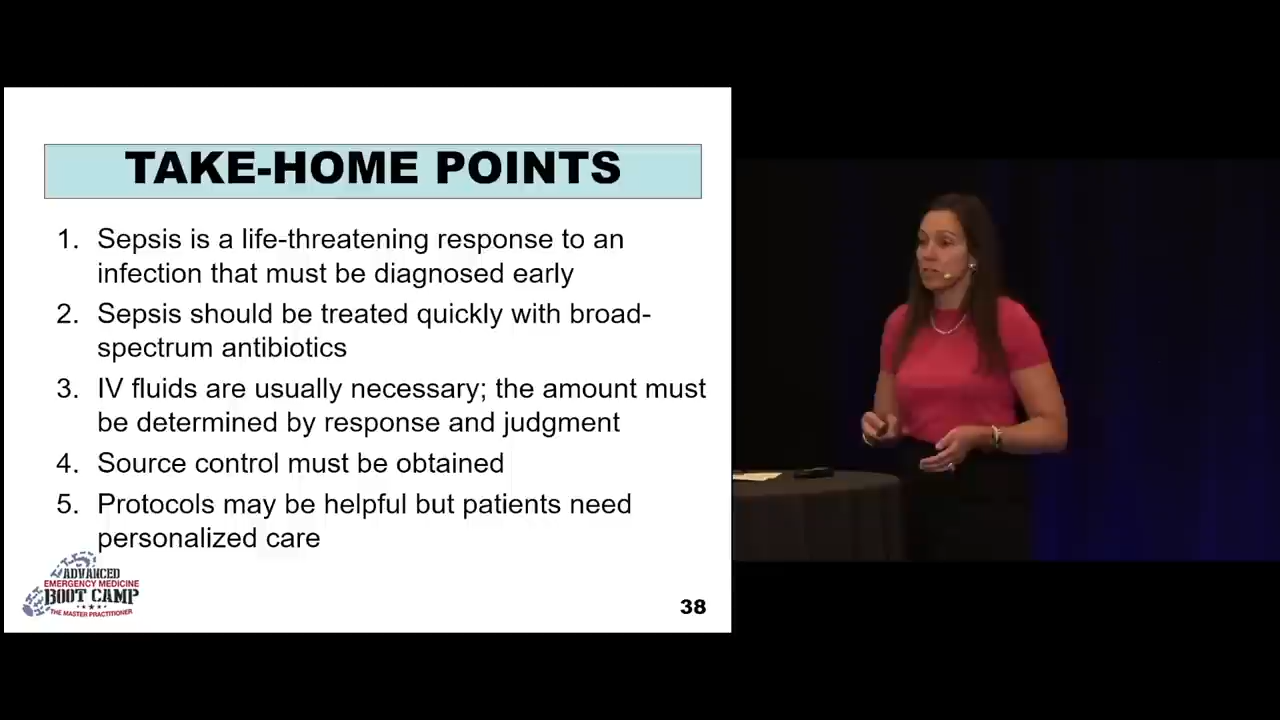 TAKE-HOME POINTS
1. Sepsis is a life-threatening response to an
infection that must be diagnosed early
2. Sepsis should be treated quickly with broad-
spectrum antibiotics
3. IV fluids are usually necessary; the amount must
be determined by response and judgment
4. Source control must be obtained
5. Protocols may be helpful but patients need
personalized care
ADVANCED
EMERGENCY MEDICINE
BOOT CAMP
THE MASTER PRACTITIONER
38